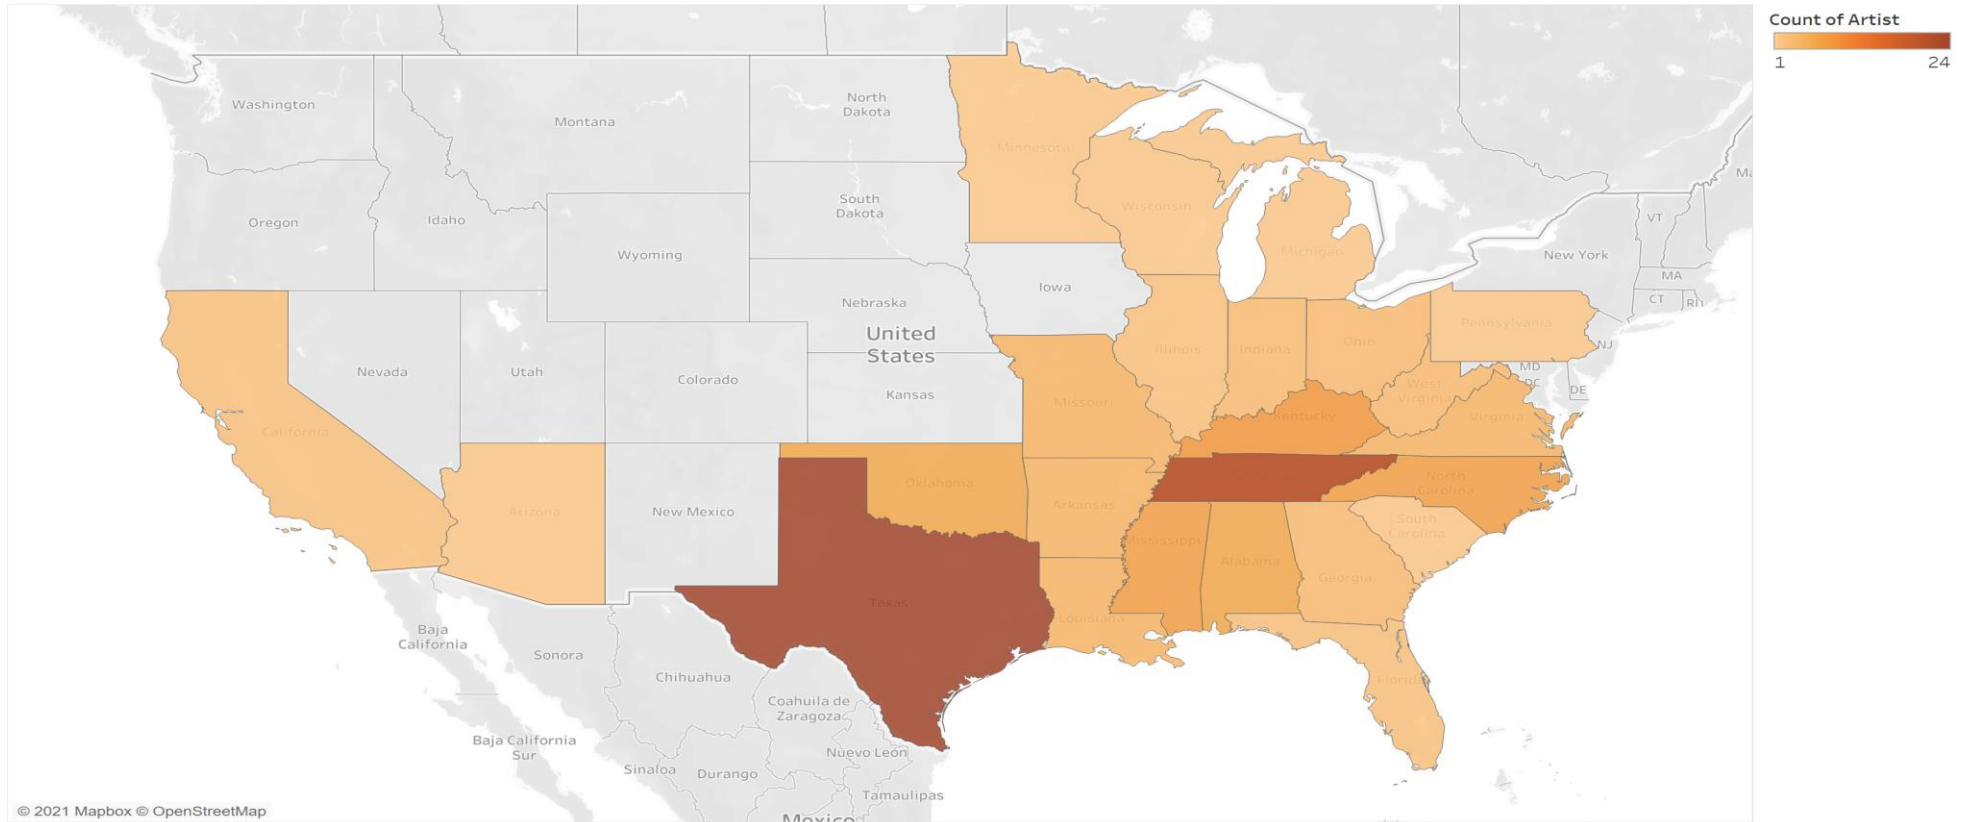 Count of Artist
1 24
Washington
Montana
North
Dakota
Minnesota
Oregon
Idaho
South
Dakota
Wisconsin
Wyoming
Michigan
New York
VT
MA
CT
RI
Iowa
Nebraska
United
States
Pennsylvania
NJ
Nevada
Utah
Colorado
Kansas
Illinois
Indiana
Ohio
MD
DC
DE
West
Virginia
Virginia
Missouri
Kentucky
California
Arizona
New Mexico
Oklahoma
Arkansas
North
Carolina
South
Carolina
Mississippi
Alabama
Georgia
Texas
Louisiana
Florida
Baja
California
Sonora
Chihuahua
Coahuila de
Zaragoza
Baja California
Sur
Nuevo León
Sinaloa
Durango
Tamaulipas
Mexico
© 2021 Mapbox © OpenStreetMap